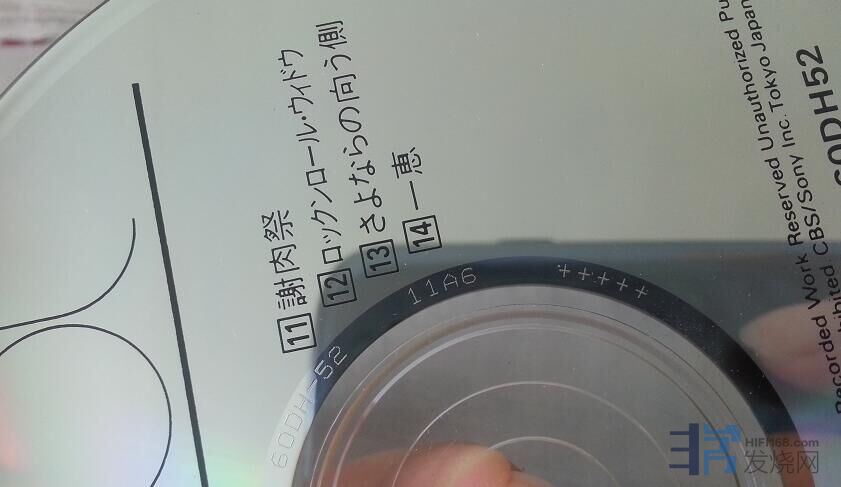 11 謝肉祭
12 ロックンロール・ウィドウ
13 さよならの向う側
14 一恵
60DH-52 11A6 +++++
Recorded Work Reserved Unauthorized
CBS/Sony Inc. Tokyo Japan
60DH52
HIFI168.com
发烧网